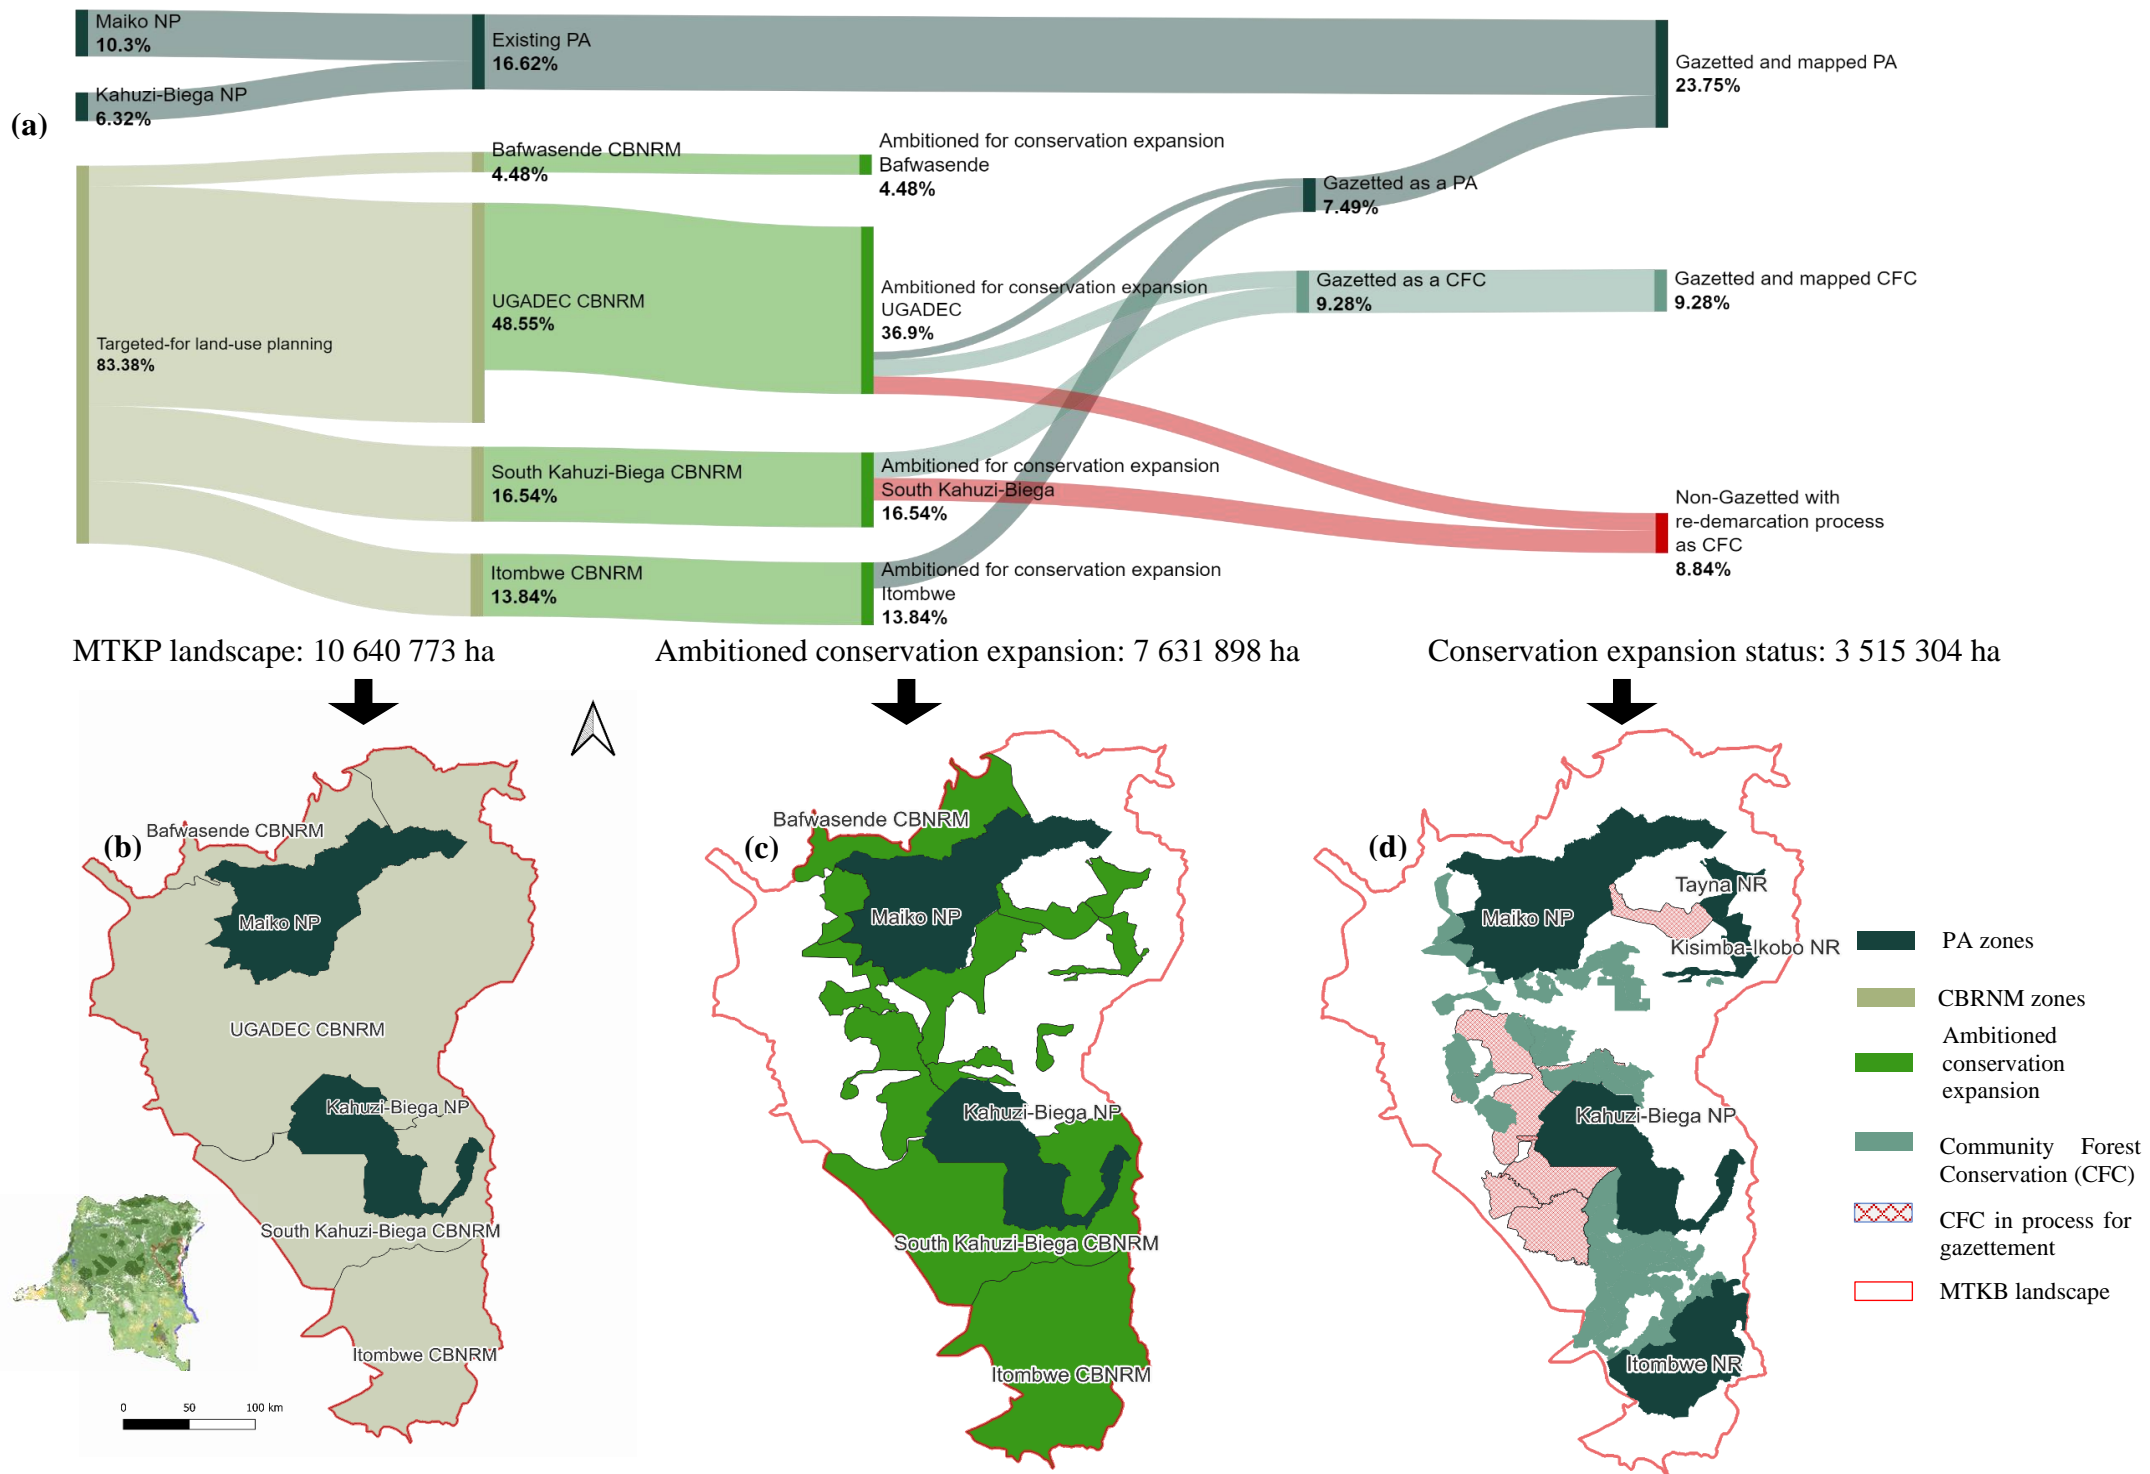 Maiko NP
10.3%
Kahuzi-Biega NP
6.32%
(a)
Existing PA
16.62%
Gazetted and mapped PA
23.75%
Bafwasende CBNRM
4.48%
Ambitioned for conservation expansion
Bafwasende
4.48%
Gazetted as a PA
7.49%
UGADEC CBNRM
48.55%
Ambitioned for conservation expansion
UGADEC
36.9%
Gazetted as a CFC
9.28%
Gazetted and mapped CFC
9.28%
Targeted-for land-use planning
83.38%
South Kahuzi-Biega CBNRM
16.54%
Ambitioned for conservation expansion
South Kahuzi-Biega
16.54%
Non-Gazetted with
re-demarcation process
as CFC
8.84%
Itombwe CBNRM
13.84%
Ambitioned for conservation expansion
Itombwe
13.84%
MTKP landscape: 10 640 773 ha
Ambitioned conservation expansion: 7 631 898 ha
Conservation expansion status: 3 515 304 ha
(b)
Bafwasende CBNRM
Maiko NP
UGADEC CBNRM
Kahuzi-Biega NP
South Kahuzi-Biega CBNRM
Itombwe CBNRM
0 50 100 km
(c)
Bafwasende CBNRM
Maiko NP
Kahuzi-Biega NP
South Kahuzi-Biega CBNRM
Itombwe CBNRM
(d)
Tayna NR
Maiko NP
Kisimba-Ikobo NR
Kahuzi-Biega NP
Itombwe NR
PA zones
CBRNM zones
Ambitioned
conservation
expansion
Community Forest
Conservation (CFC)
CFC in process for
gazettement
MTKB landscape